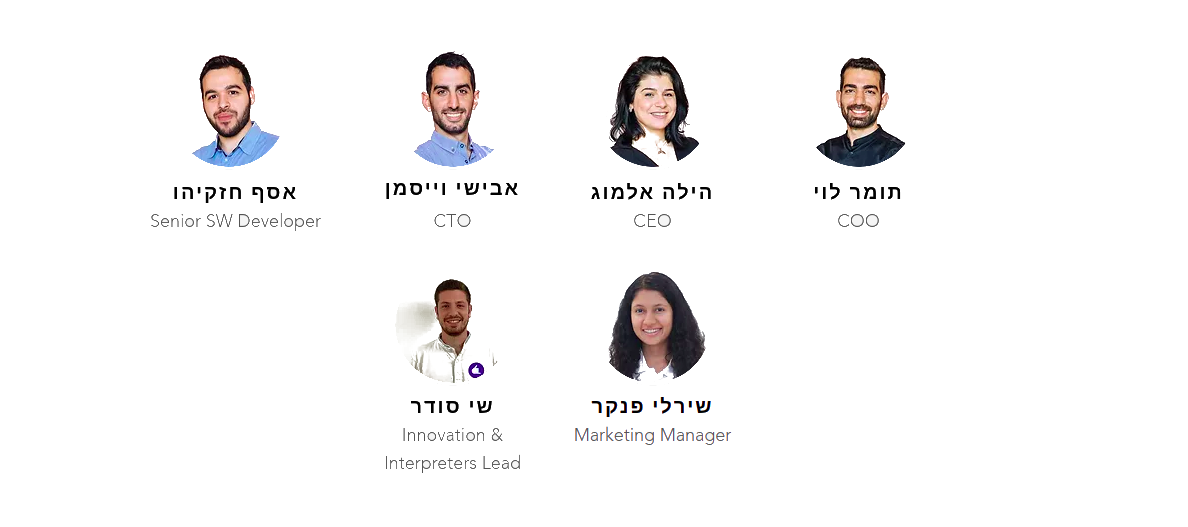 אסף חזקיהו
Senior SW Developer
אבישי וייסמן
CTO
הילה אלמוג
CEO
תומר לוי
COO
שי סודר
Innovation &
Interpreters Lead
שירלי פנקר
Marketing Manager